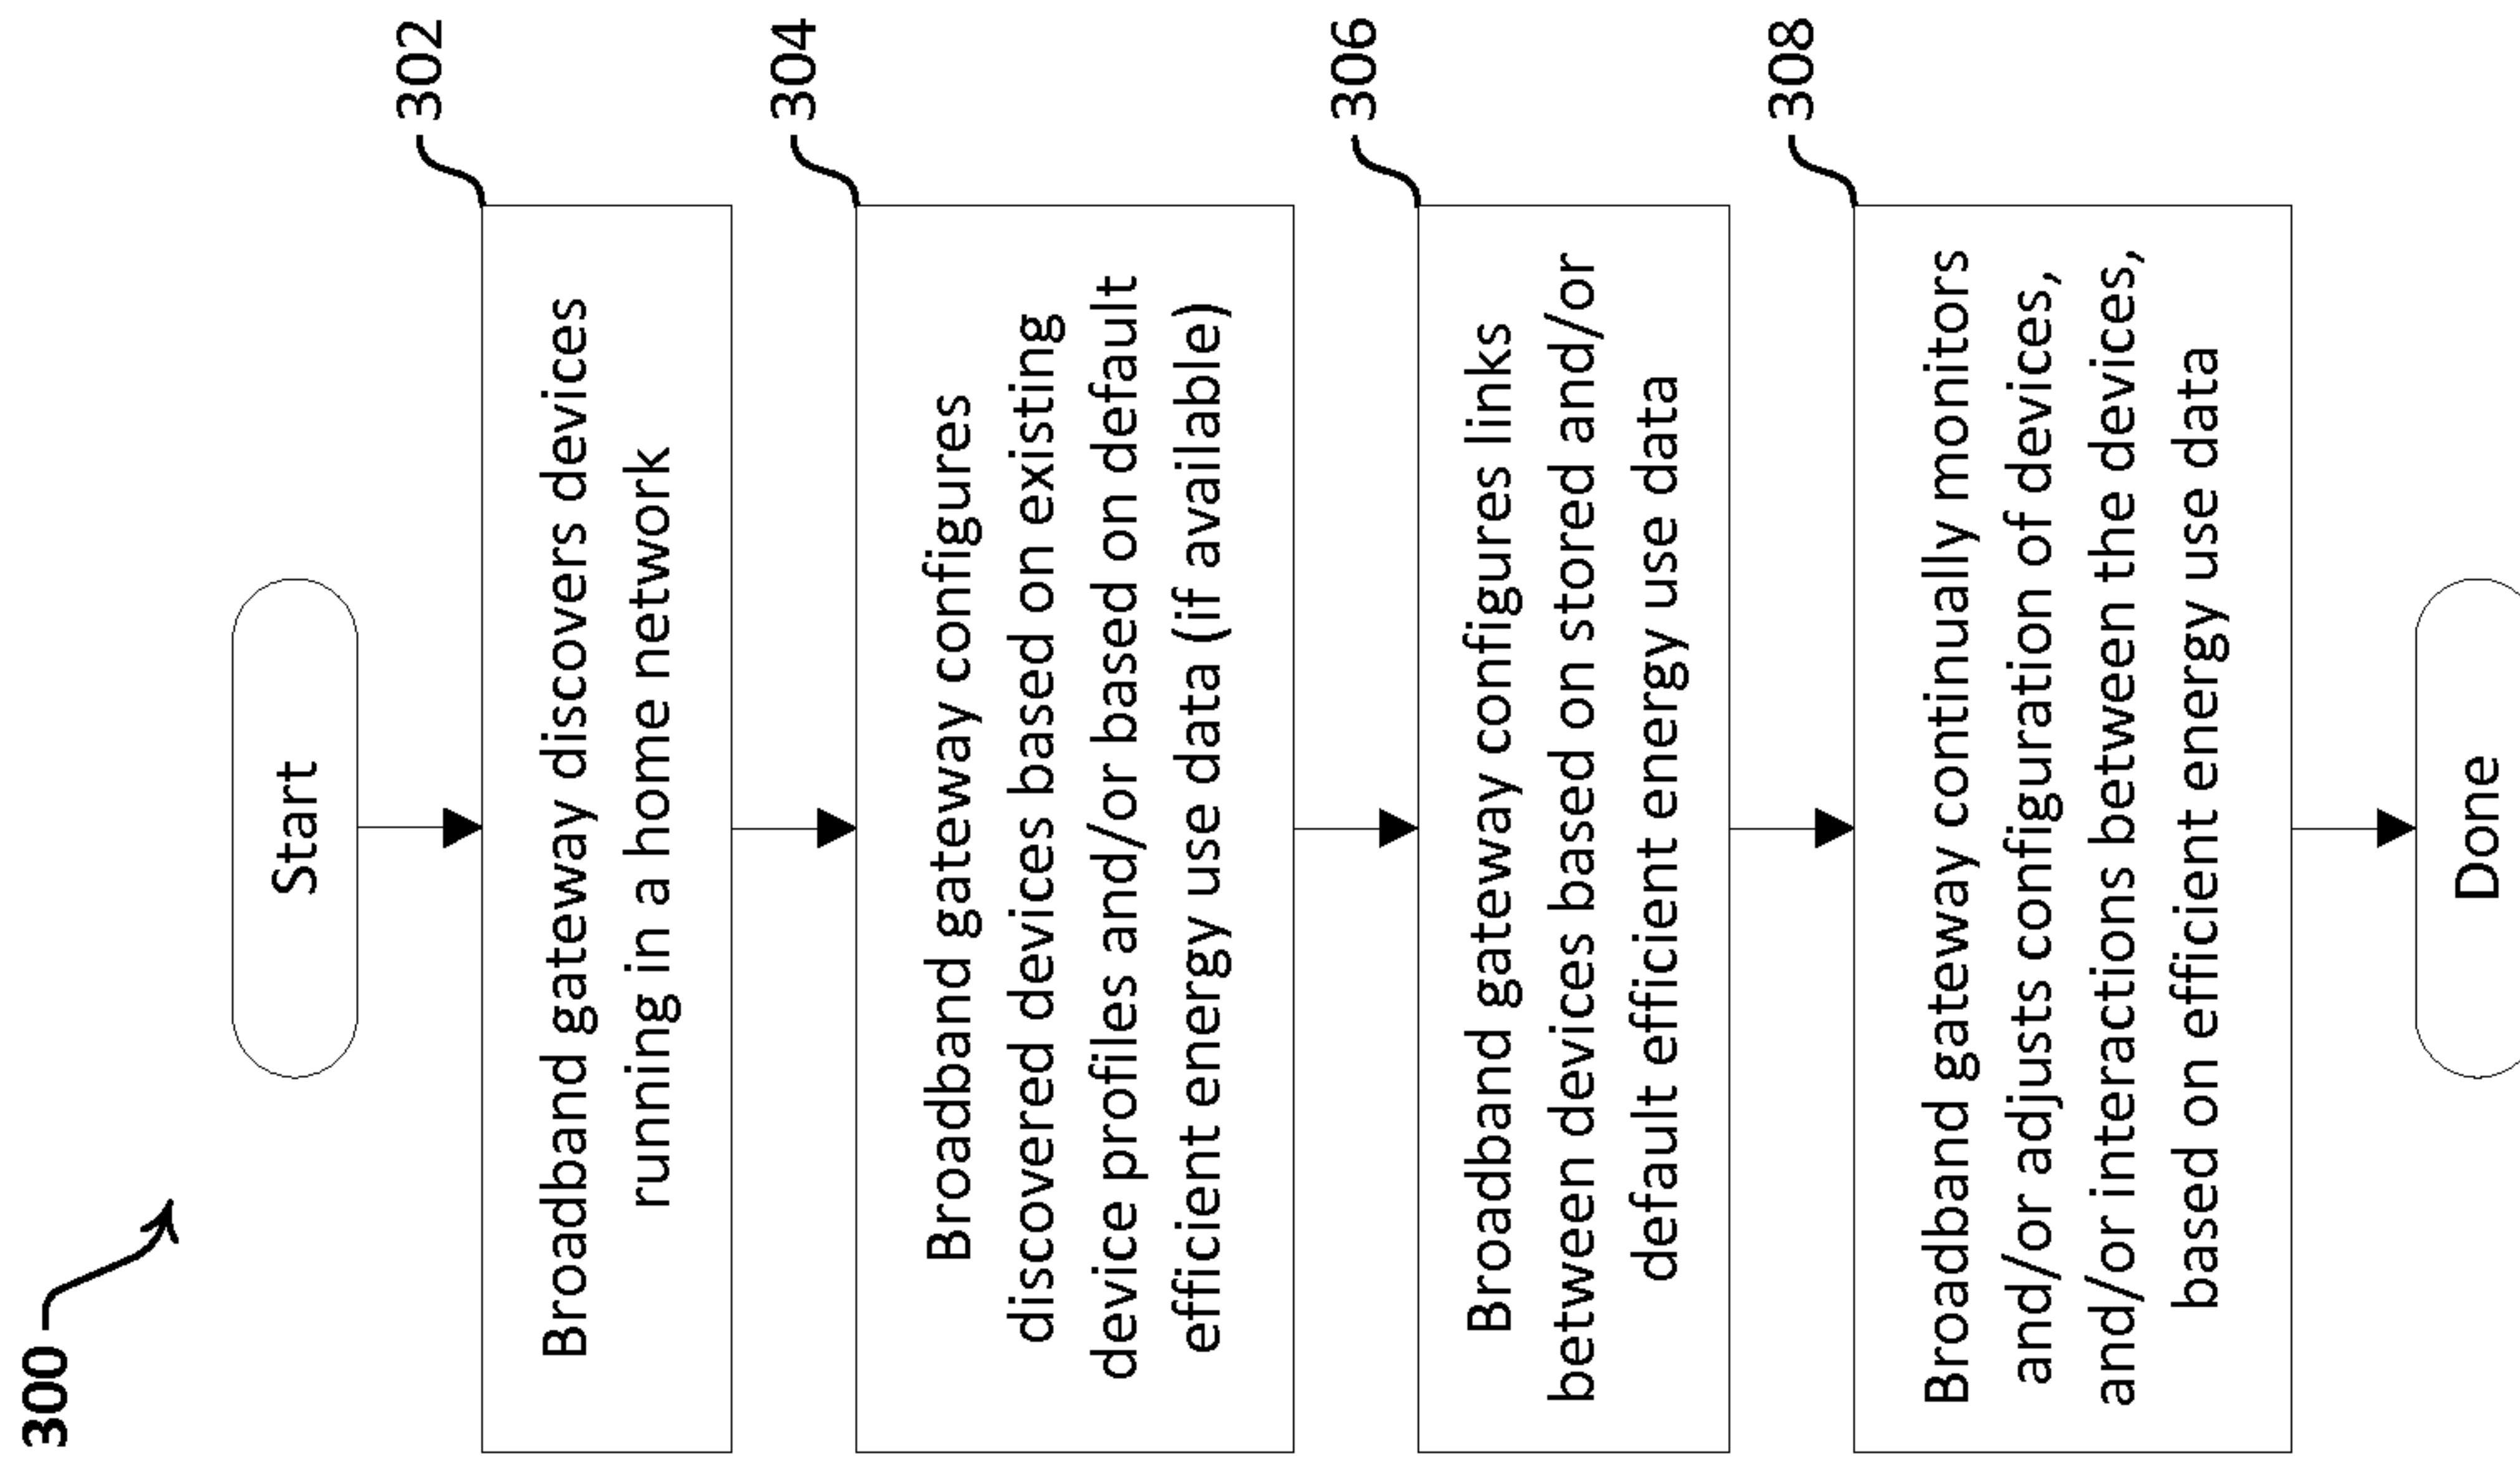 300
Start
302
Broadband gateway discovers devices
running in a home network
304
Broadband gateway configures
discovered devices based on existing
device profiles and/or based on default
efficient energy use data (if available)
306
Broadband gateway configures links
between devices based on stored and/or
default efficient energy use data
308
Broadband gateway continually monitors
and/or adjusts configuration of devices,
and/or interactions between the devices,
based on efficient energy use data
Done